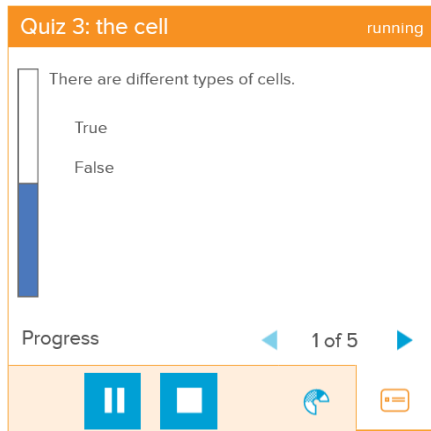 Quiz 3: the cell running
There are different types of cells.
True
False
Progress 1 of 5